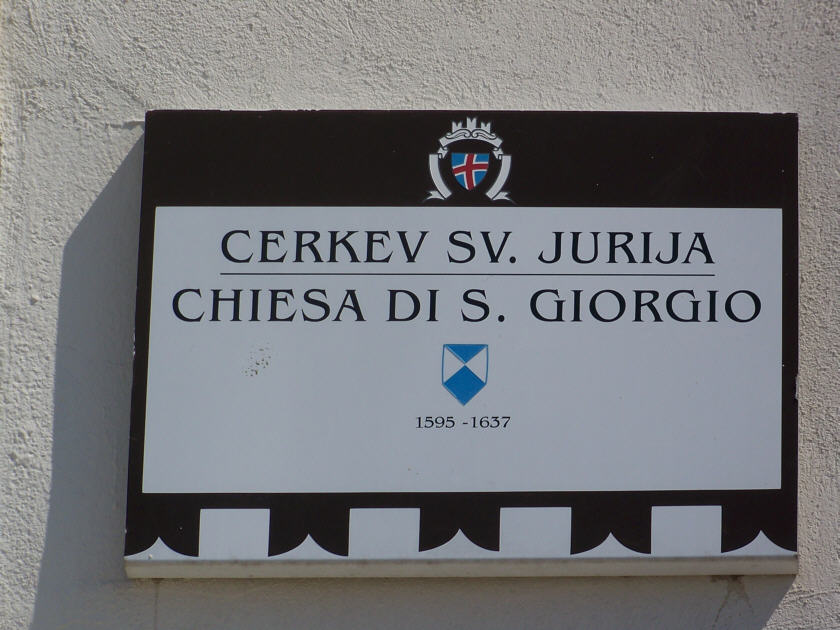 CERKEV SV. JURIJA
CHIESA DI S. GIORGIO
1595 -1637